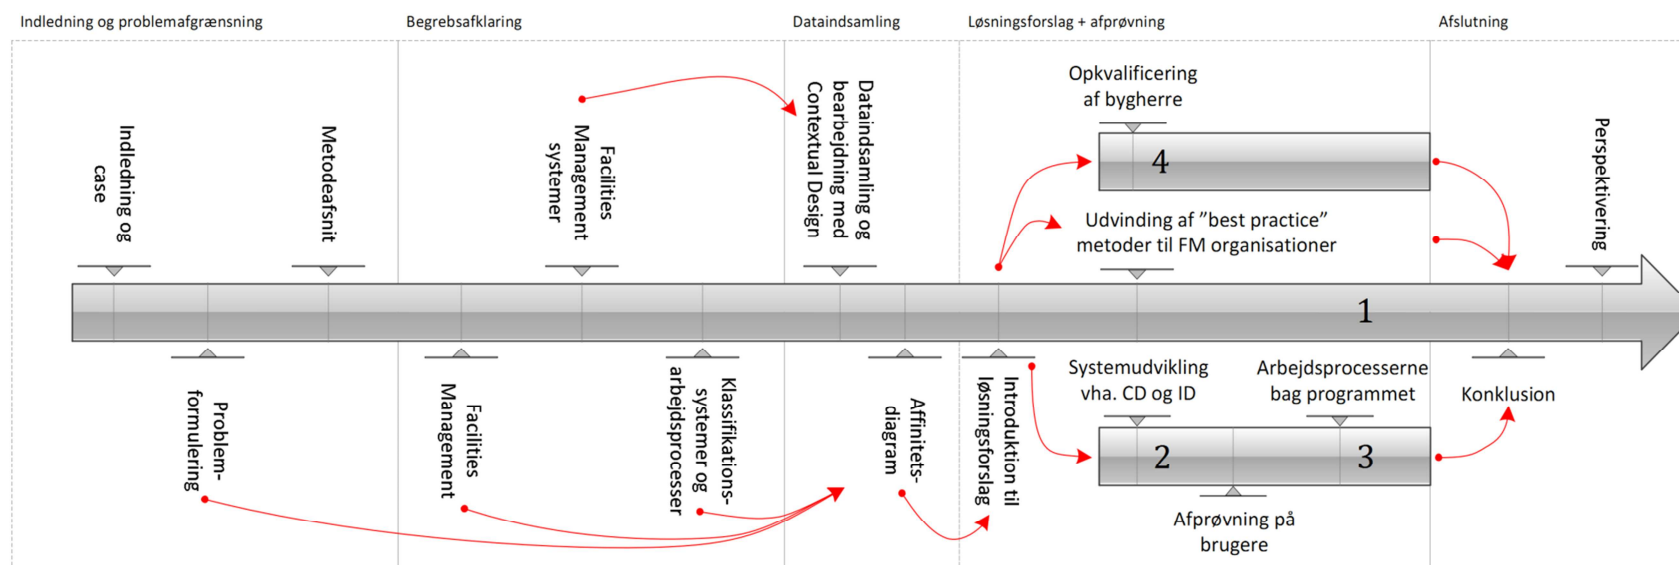 Indledning og problemafgrænsning
Begrebsafklaring
Dataindsamling
Løsningsforslag + afprøvning
Afslutning
Indledning og
case
Metodeafsnit
Facilities
Management
systemer
Dataindsamling og
bearbejdning med
Contextual Design
Opkvalificering
af bygherre
4
Udvinding af ”best practice”
metoder til FM organisationer
Perspektivering
1
Problem-
formulering
Facilities
Management
Klassifikations-
systemer og
arbejdsprocesser
Affinitets-
diagram
Introduktion til
løsningsforslag
Systemudvikling
vha. CD og ID
Arbejdsprocesserne
bag programmet
2
3
Afprøvning på
brugere
Konklusion